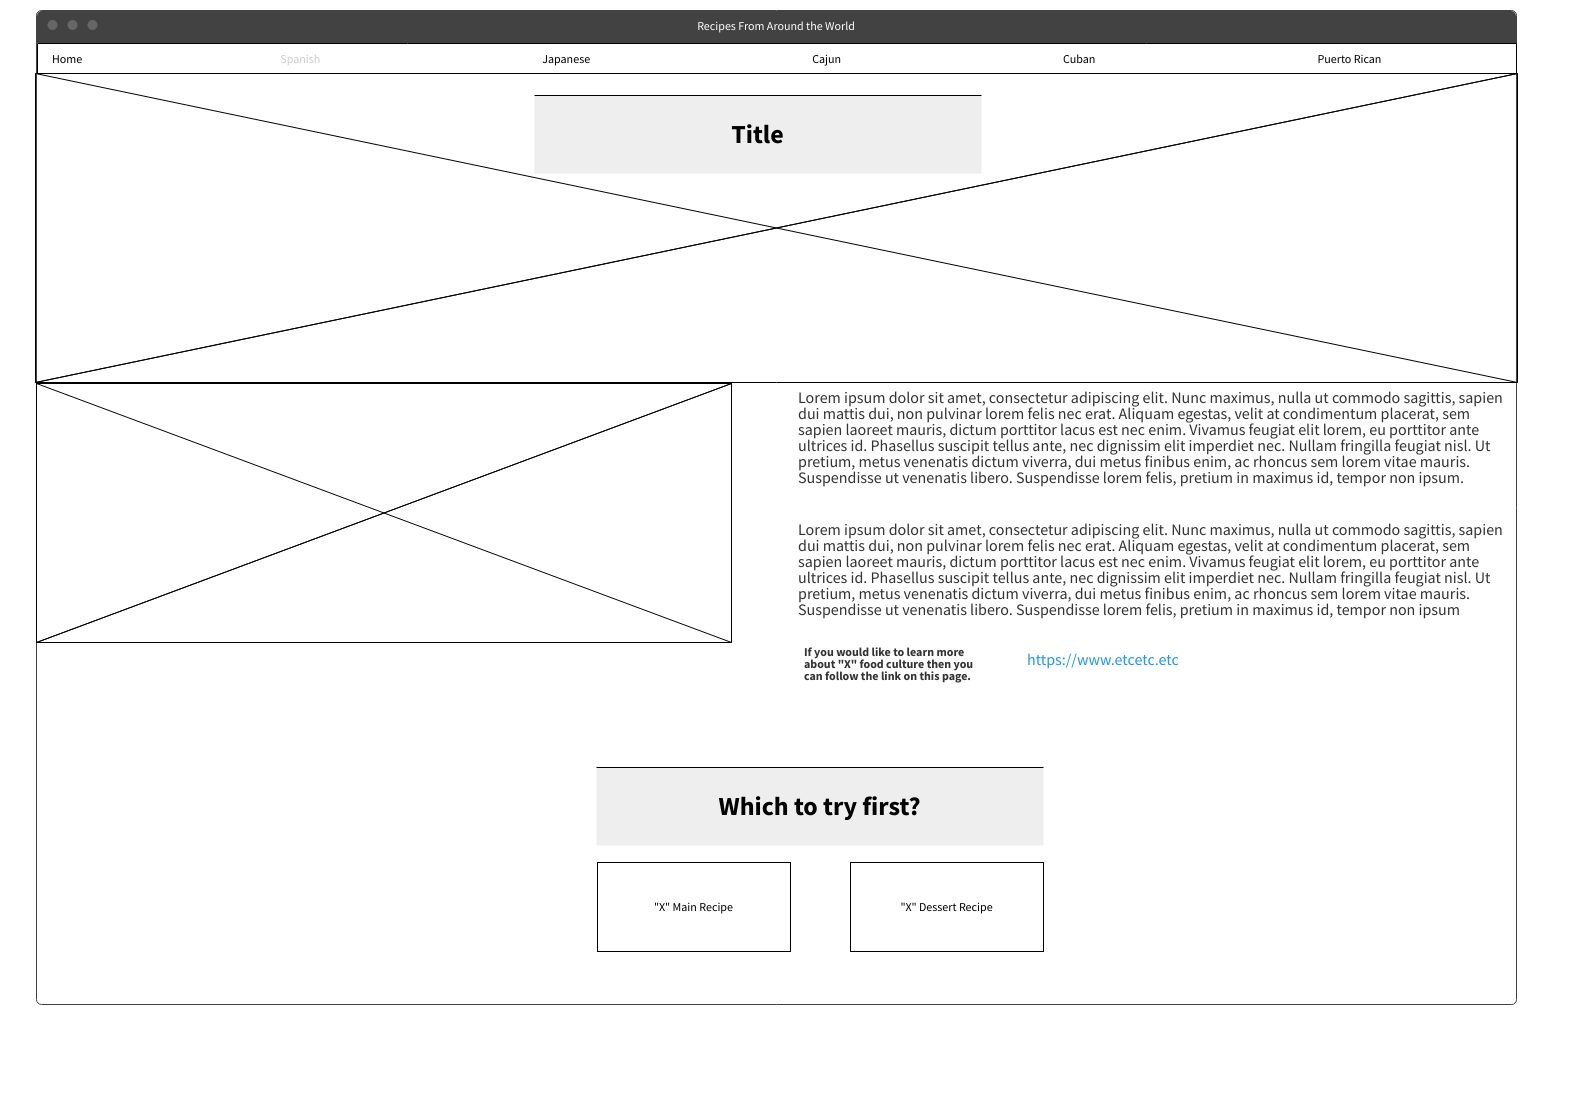 Recipes From Around the World
Home Spanish Japanese Cajun Cuban Puerto Rican
Title
Lorem ipsum dolor sit amet, consectetur adipiscing elit. Nunc maximus, nulla ut commodo sagittis, sapien
dui mattis dui, non pulvinar lorem felis nec erat. Aliquam egestas, velit at condimentum placerat, sem
sapien laoreet mauris, dictum porttitor lacus est nec enim. Vivamus feugiat elit lorem, eu porttitor ante
ultrices id. Phasellus suscipit tellus ante, nec dignissim elit imperdiet nec. Nullam fringilla feugiat nisl. Ut
pretium, metus venenatis dictum viverra, dui metus finibus enim, ac rhoncus sem lorem vitae mauris.
Suspendisse ut venenatis libero. Suspendisse lorem felis, pretium in maximus id, tempor non ipsum.
Lorem ipsum dolor sit amet, consectetur adipiscing elit. Nunc maximus, nulla ut commodo sagittis, sapien
dui mattis dui, non pulvinar lorem felis nec erat. Aliquam egestas, velit at condimentum placerat, sem
sapien laoreet mauris, dictum porttitor lacus est nec enim. Vivamus feugiat elit lorem, eu porttitor ante
ultrices id. Phasellus suscipit tellus ante, nec dignissim elit imperdiet nec. Nullam fringilla feugiat nisl. Ut
pretium, metus venenatis dictum viverra, dui metus finibus enim, ac rhoncus sem lorem vitae mauris.
Suspendisse ut venenatis libero. Suspendisse lorem felis, pretium in maximus id, tempor non ipsum
If you would like to learn more
about "X" food culture then you
can follow the link on this page.
https://www.etcetc.etc
Which to try first?
"X" Main Recipe
"X" Dessert Recipe